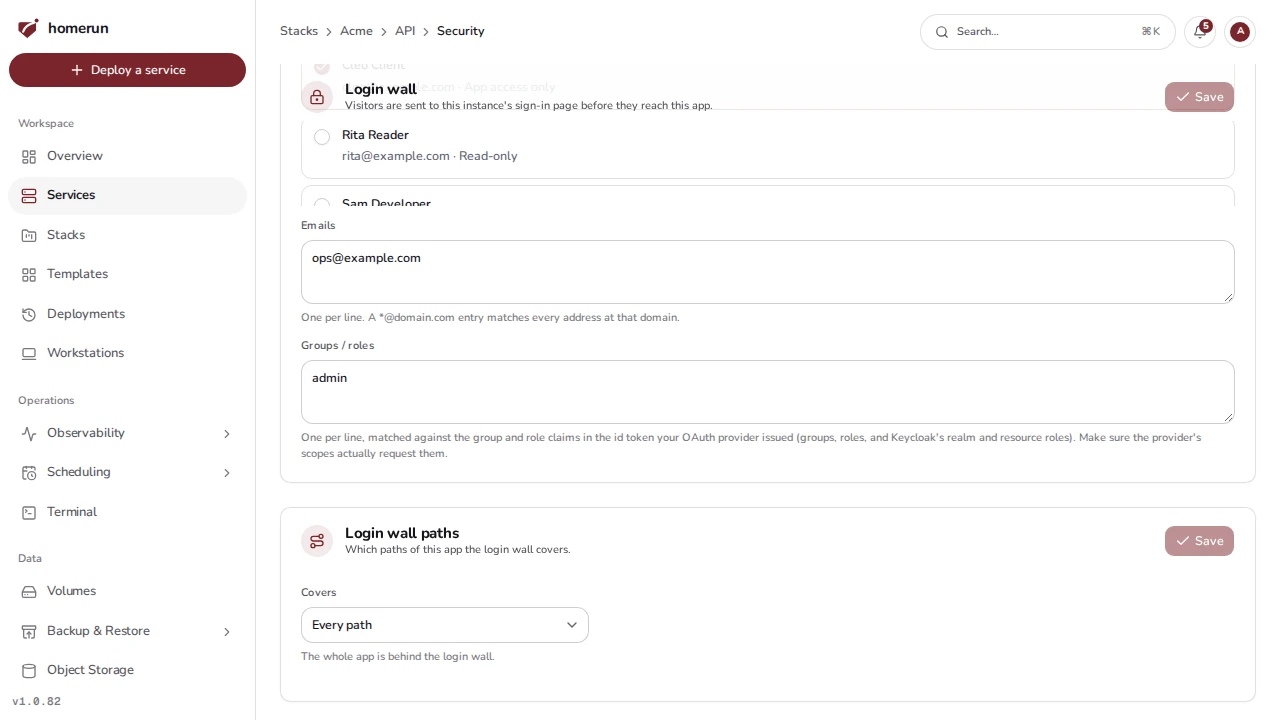 homerun
Deploy a service
Workspace
Overview
Services
Stacks
Templates
Deployments
Workstations
Operations
Observability
Scheduling
Terminal
Data
Volumes
Backup & Restore
Object Storage
v1.0.82
Stacks > Acme > API > Security
Search...
⌘K
5
A
Cleo Client
e.com · App access only
Login wall
Visitors are sent to this instance's sign-in page before they reach this app.
Save
Rita Reader
rita@example.com · Read-only
Sam Developer
Emails
ops@example.com
One per line. A *@domain.com entry matches every address at that domain.
Groups / roles
admin
One per line, matched against the group and role claims in the id token your OAuth provider issued (groups, roles, and Keycloak's realm and resource roles). Make sure the provider's
scopes actually request them.
Login wall paths
Which paths of this app the login wall covers.
Save
Covers
Every path
The whole app is behind the login wall.